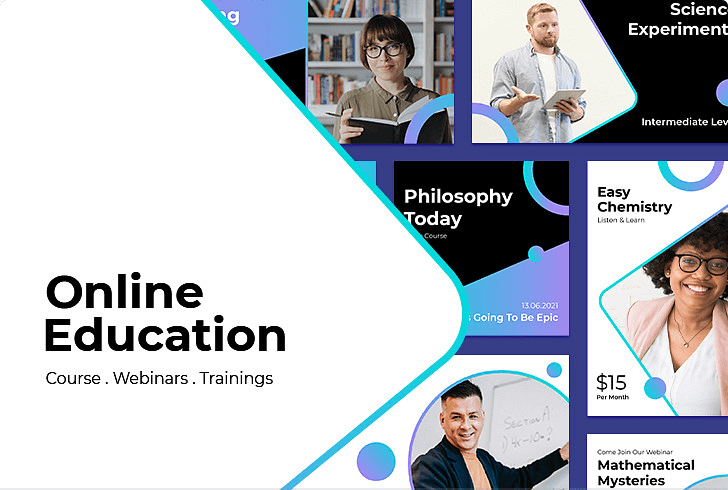 Online
Education
Course . Webinars . Trainings
Philosophy
Today
Course
13.06.2021
Going To Be Epic
Intermediate
Easy
Chemistry
Listen & Learn
$15
Per Month
Come Join Our Webinar
Mathematical
Mysteries